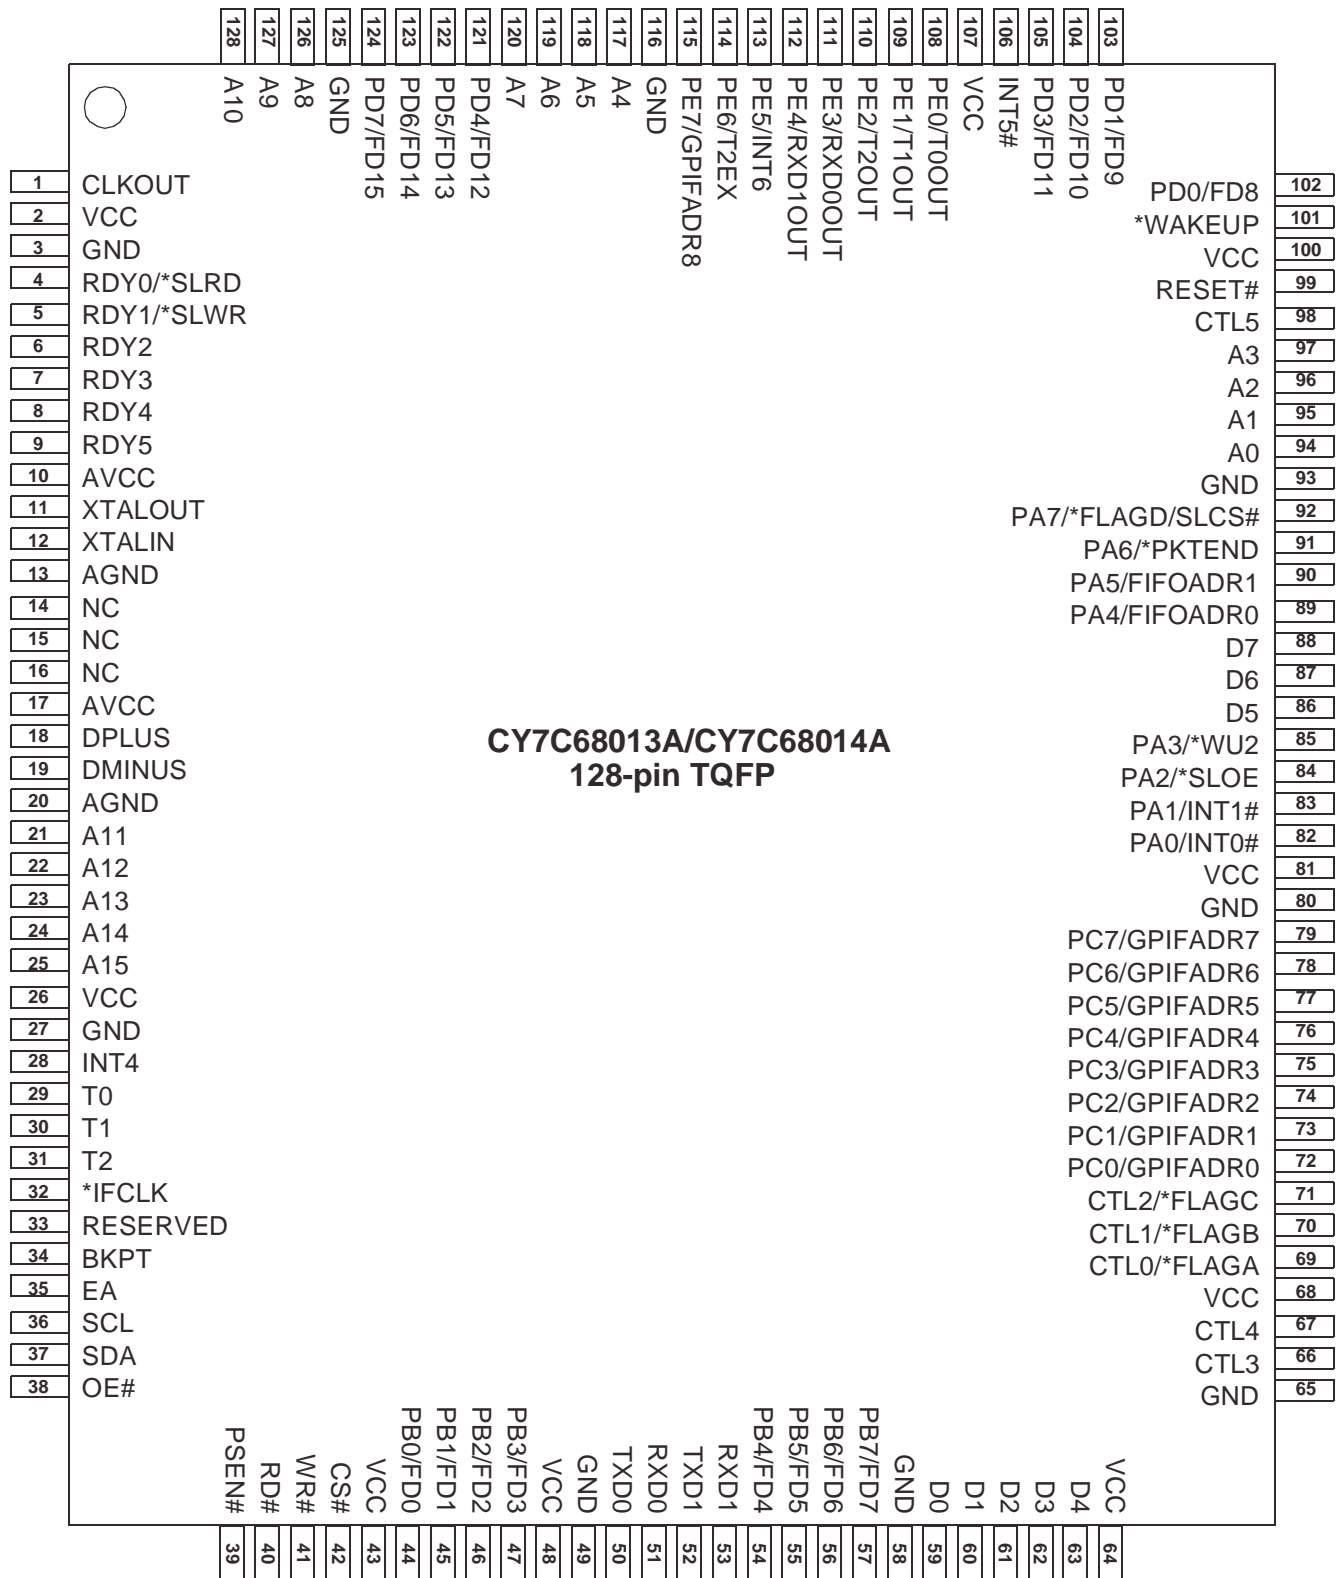 128 127 126 125 124 123 122 121 120 119 118 117 116 115 114 113 112 111 110 109 108 107 106 105 104 103
A10 A9 A8 GND PD7/FD15 PD6/FD14 PD5/FD13 PD4/FD12 A7 A6 A5 A4 GND PE7/GPIFADR8 PE6/T2EX PE5/INT6 PE4/RXD1OUT PE3/RXD0OUT PE2/T2OUT PE1/T1OUT PE0/T0OUT VCC INT5# PD3/FD11 PD2/FD10 PD1/FD9
1 CLKOUT
2 VCC
3 GND
4 RDY0/*SLRD
5 RDY1/*SLWR
6 RDY2
7 RDY3
8 RDY4
9 RDY5
10 AVCC
11 XTALOUT
12 XTALIN
13 AGND
14 NC
15 NC
16 NC
17 AVCC
18 DPLUS
19 DMINUS
20 AGND
21 A11
22 A12
23 A13
24 A14
25 A15
26 VCC
27 GND
28 INT4
29 T0
30 T1
31 T2
32 *IFCLK
33 RESERVED
34 BKPT
35 EA
36 SCL
37 SDA
38 OE#
CY7C68013A/CY7C68014A
128-pin TQFP
PD0/FD8 102
*WAKEUP 101
VCC 100
RESET# 99
CTL5 98
A3 97
A2 96
A1 95
A0 94
GND 93
PA7/*FLAGD/SLCS# 92
PA6/*PKTEND 91
PA5/FIFOADR1 90
PA4/FIFOADR0 89
D7 88
D6 87
D5 86
PA3/*WU2 85
PA2/*SLOE 84
PA1/INT1# 83
PA0/INT0# 82
VCC 81
GND 80
PC7/GPIFADR7 79
PC6/GPIFADR6 78
PC5/GPIFADR5 77
PC4/GPIFADR4 76
PC3/GPIFADR3 75
PC2/GPIFADR2 74
PC1/GPIFADR1 73
PC0/GPIFADR0 72
CTL2/*FLAGC 71
CTL1/*FLAGB 70
CTL0/*FLAGA 69
VCC 68
CTL4 67
CTL3 66
GND 65
PSEN# RD# WR# CS# VCC PB0/FD0 PB1/FD1 PB2/FD2 PB3/FD3 VCC GND TXD0 RXD0 TXD1 RXD1 PB4/FD4 PB5/FD5 PB6/FD6 PB7/FD7 GND D0 D1 D2 D3 D4 VCC
39 40 41 42 43 44 45 46 47 48 49 50 51 52 53 54 55 56 57 58 59 60 61 62 63 64